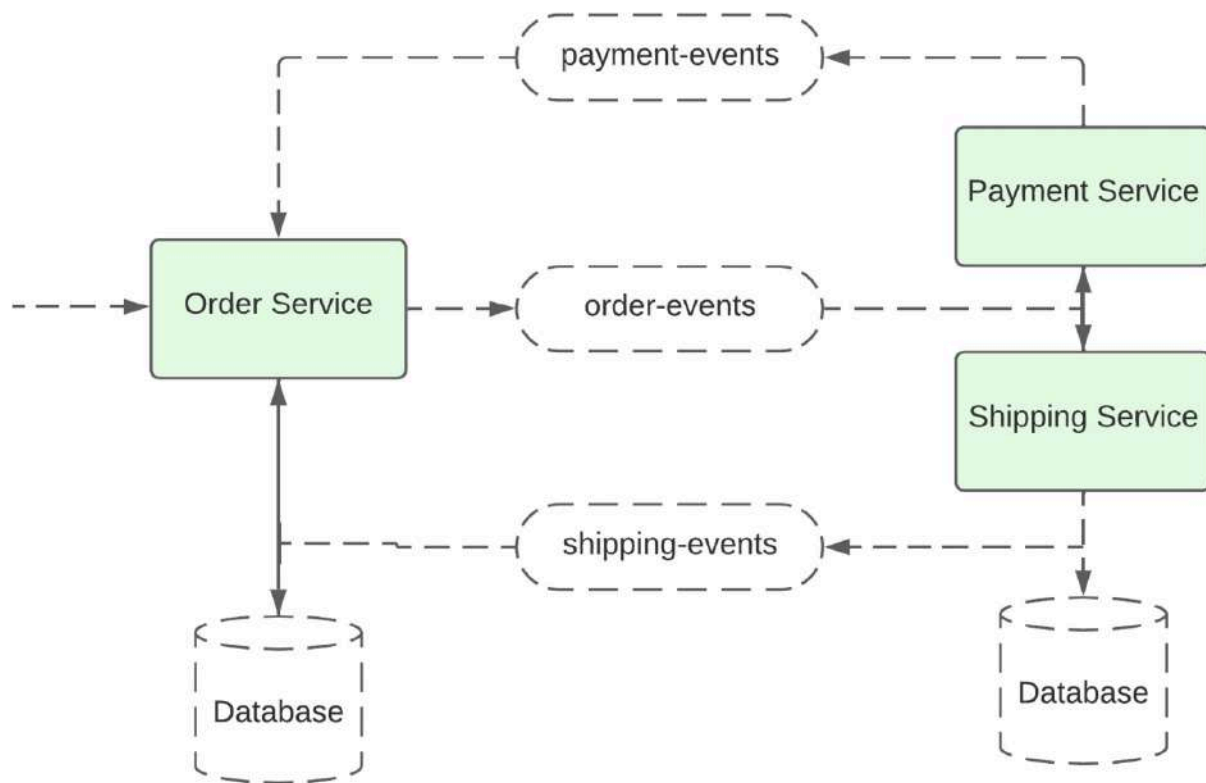 payment-events
Payment Service
Order Service
order-events
Shipping Service
shipping-events
Database
Database